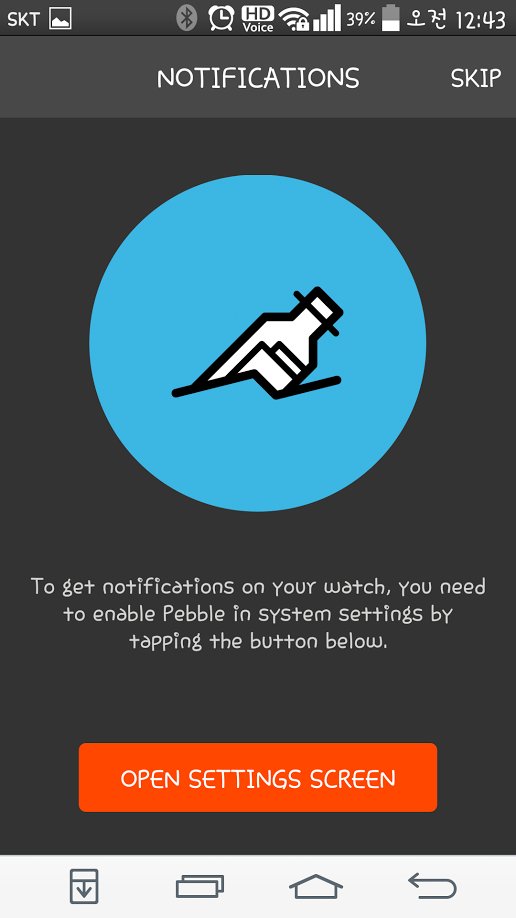 SKT HD Voice 39% 오전 12:43
NOTIFICATIONS SKIP
To get notifications on your watch, you need
to enable Pebble in system settings by
tapping the button below.
OPEN SETTINGS SCREEN